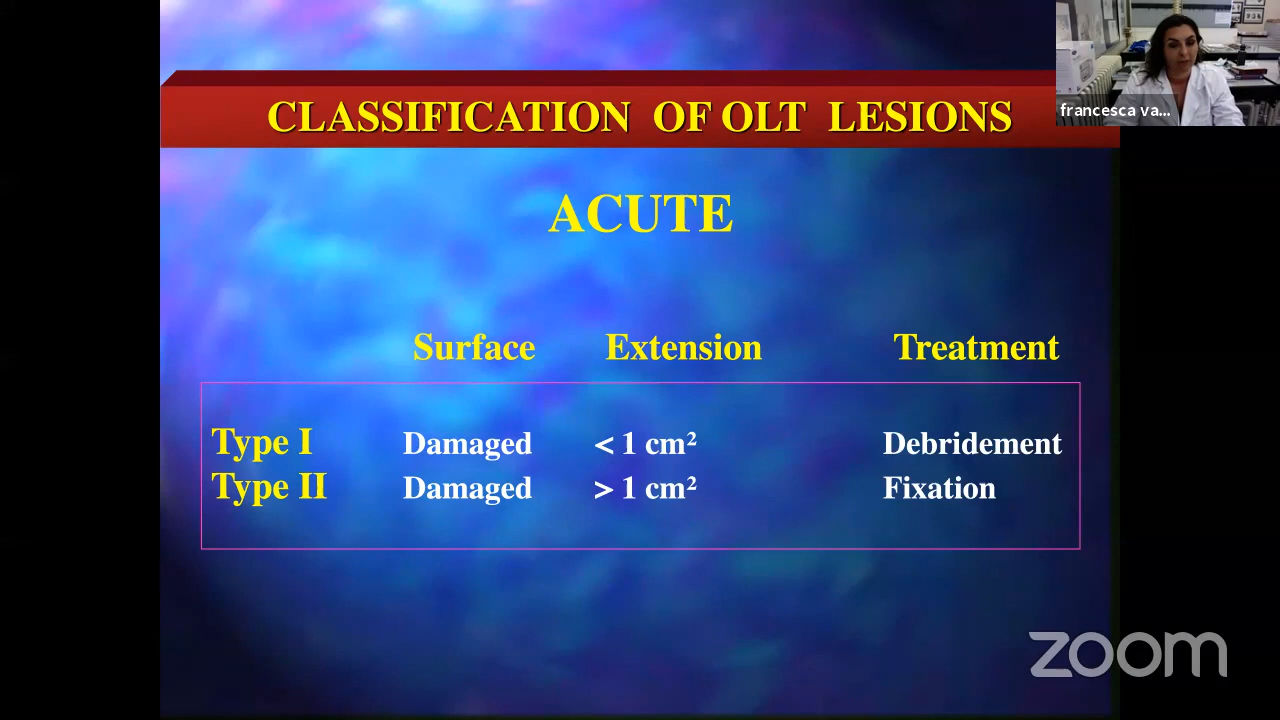 CLASSIFICATION OF OLT LESIONS
francesca va...
ACUTE
Surface Extension Treatment
Type I Damaged < 1 cm² Debridement
Type II Damaged > 1 cm² Fixation
zoom